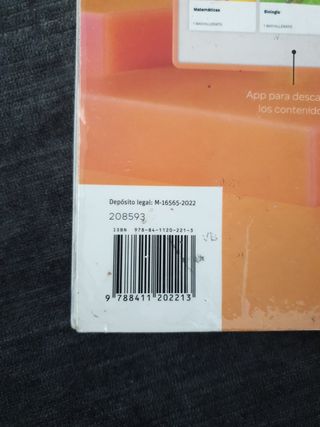 Matemáticas
1 BACHILLERATO
Biología
1 BACHILLERATO
App para desca
los contenido
Depósito legal: M-16565-2022
208593
ISBN 978-84-1120-221-3
VB
9 788411 202213